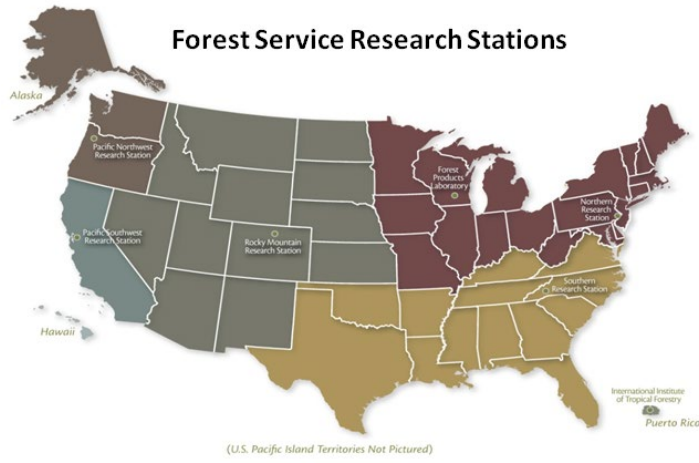 Forest Service Research Stations
Alaska
Pacific Northwest
Research Station
Forest
Products
Laboratory
Northern
Research
Station
Pacific Southwest
Research Station
Rocky Mountain
Research Station
Southern
Research Station
Hawaii
International Institute
of Tropical Forestry
Puerto Rico
(U.S. Pacific Island Territories Not Pictured)